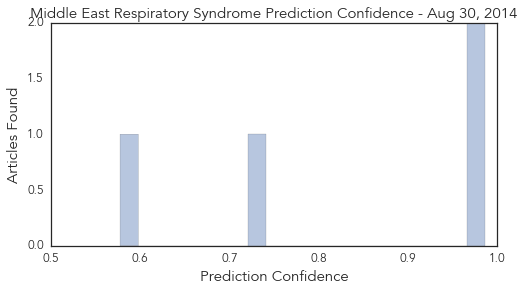 Middle East Respiratory Syndrome Prediction Confidence - Aug 30, 2014
2.0
1.5
1.0
0.5
0.0
Articles Found
0.5 0.6 0.7 0.8 0.9 1.0
Prediction Confidence